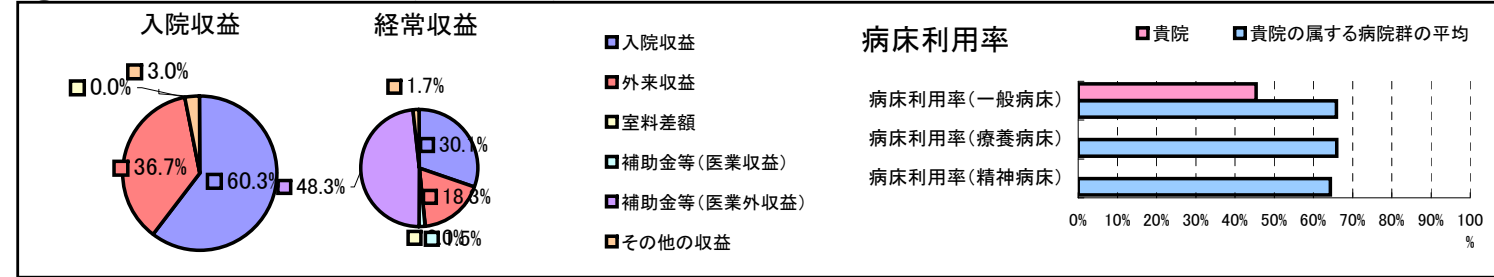 入院収益
3.0%
0.0%
36.7%
60.3%
経常収益
1.7%
30.1%
48.3%
18.3%
1.5%
入院収益
外来収益
室料差額
補助金等(医業収益)
補助金等(医業外収益)
その他の収益
病床利用率
貴院
貴院の属する病院群の平均
病床利用率(一般病床)
病床利用率(療養病床)
病床利用率(精神病床)
0% 10% 20% 30% 40% 50% 60% 70% 80% 90% 100
%